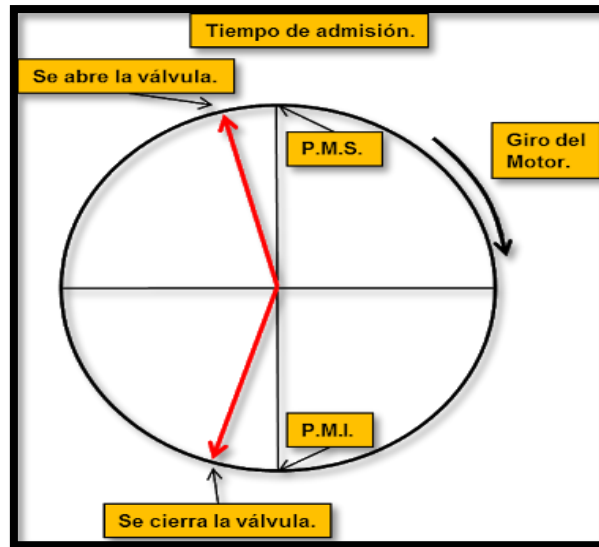 Tiempo de admisión.
Se abre la válvula.
P.M.S.
Giro del
Motor.
P.M.I.
Se cierra la válvula.